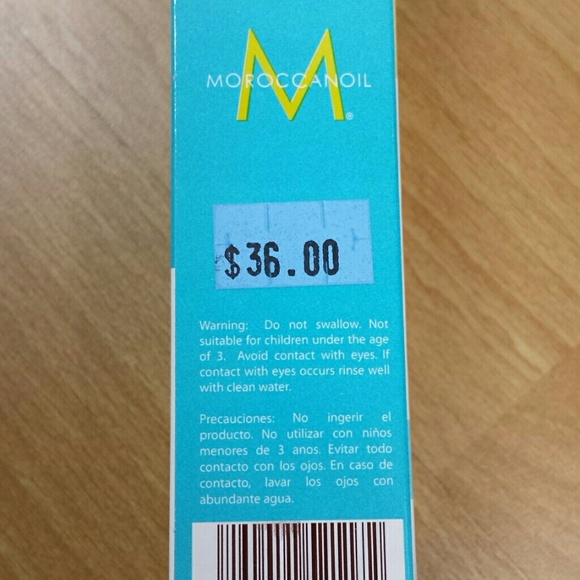 MOROCCANOIL
M®
$36.00
Warning: Do not swallow. Not
suitable for children under the age
of 3. Avoid contact with eyes. If
contact with eyes occurs rinse well
with clean water.
Precauciones: No ingerir el
producto. No utilizar con niños
menores de 3 anos. Evitar todo
contacto con los ojos. En caso de
contacto, lavar los ojos con
abundante agua.